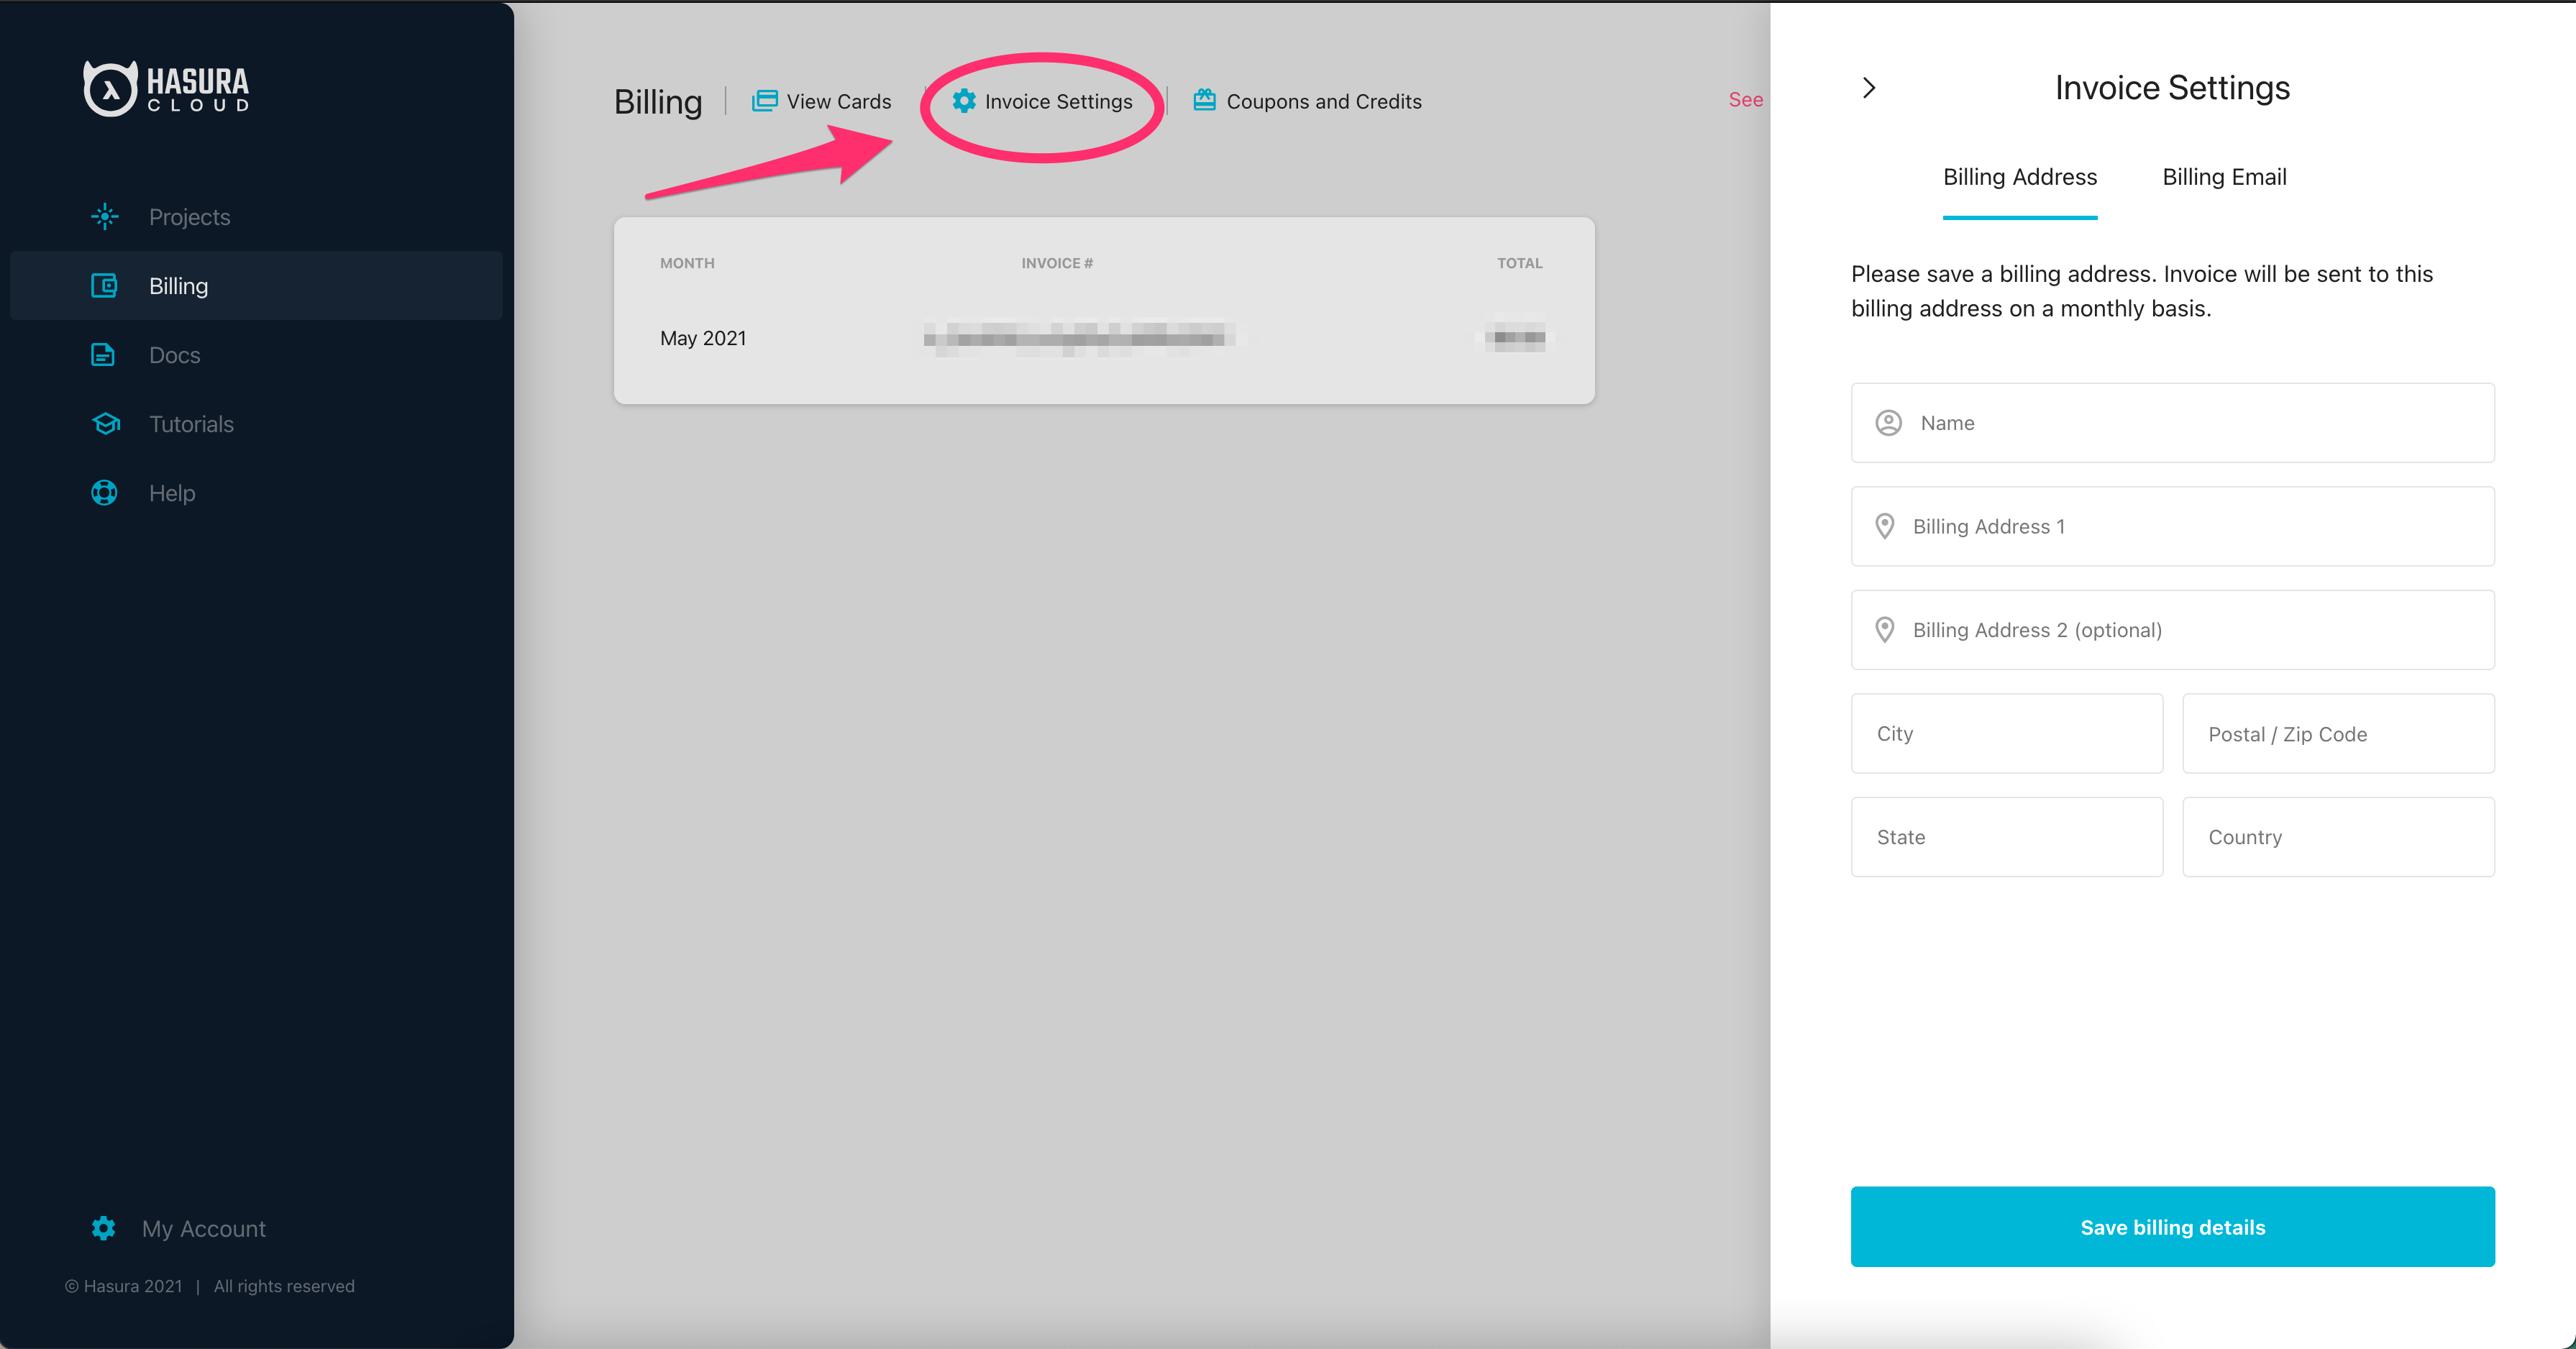 HASURA
CLOUD
Projects
Billing
Docs
Tutorials
Help
My Account
© Hasura 2021 | All rights reserved
Billing | View Cards | Invoice Settings | Coupons and Credits
See
MONTH INVOICE # TOTAL
May 2021
Invoice Settings
Billing Address Billing Email
Please save a billing address. Invoice will be sent to this
billing address on a monthly basis.
Name
Billing Address 1
Billing Address 2 (optional)
City Postal / Zip Code
State Country
Save billing details